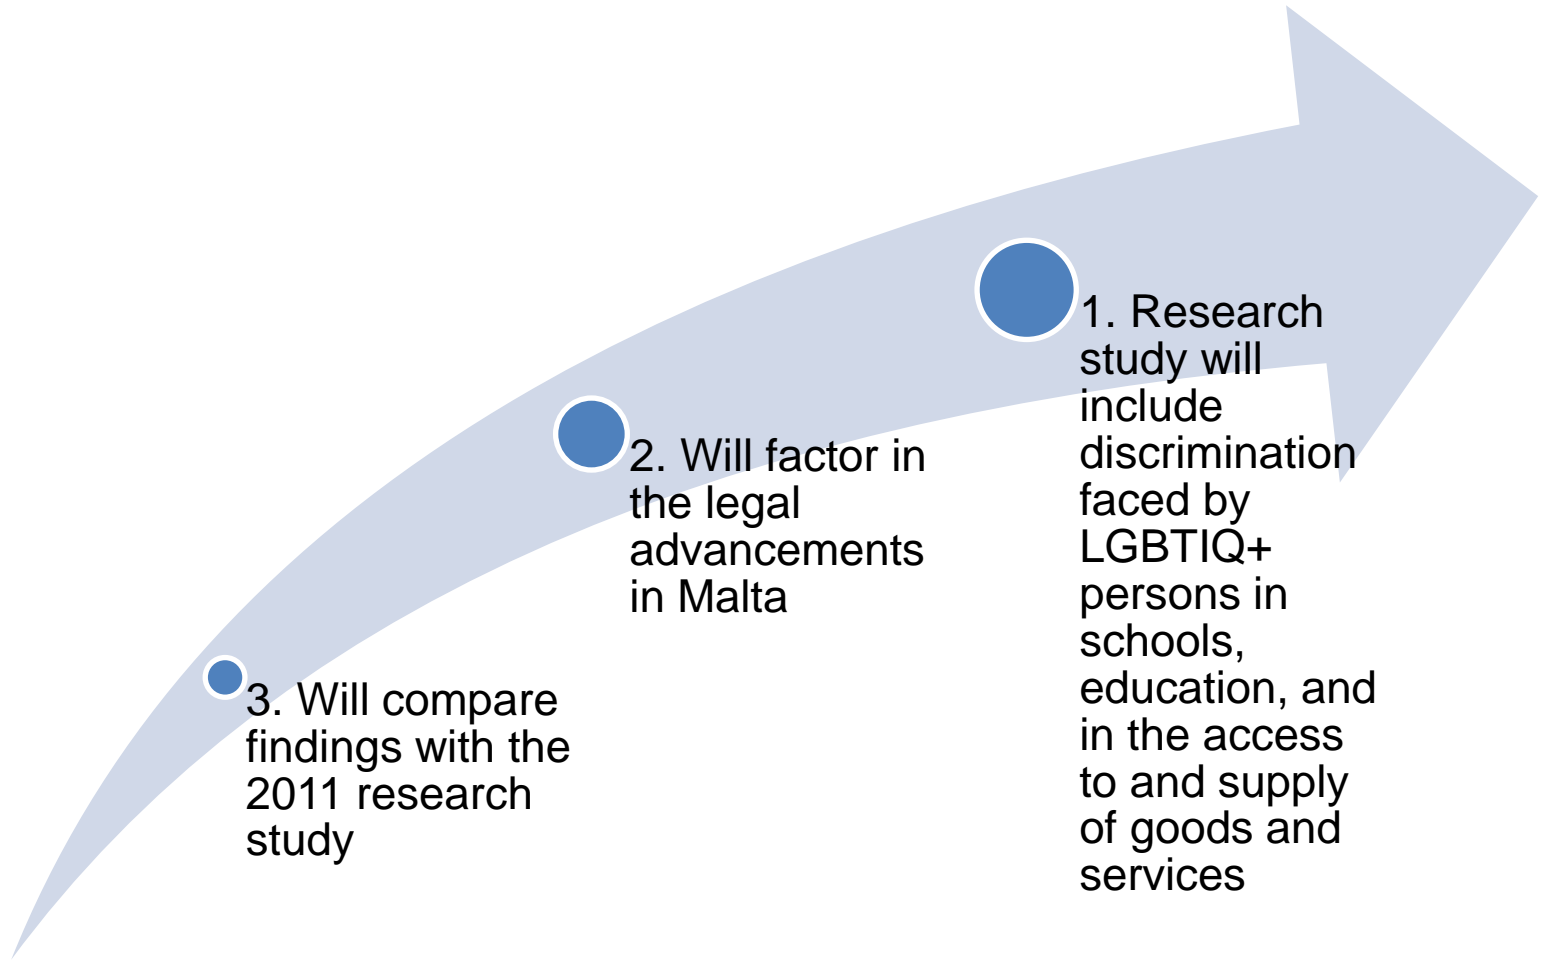 1. Research
study will
include
discrimination
faced by
LGBTIQ+
persons in
schools,
education, and
in the access
to and supply
of goods and
services
2. Will factor in
the legal
advancements
in Malta
3. Will compare
findings with the
2011 research
study